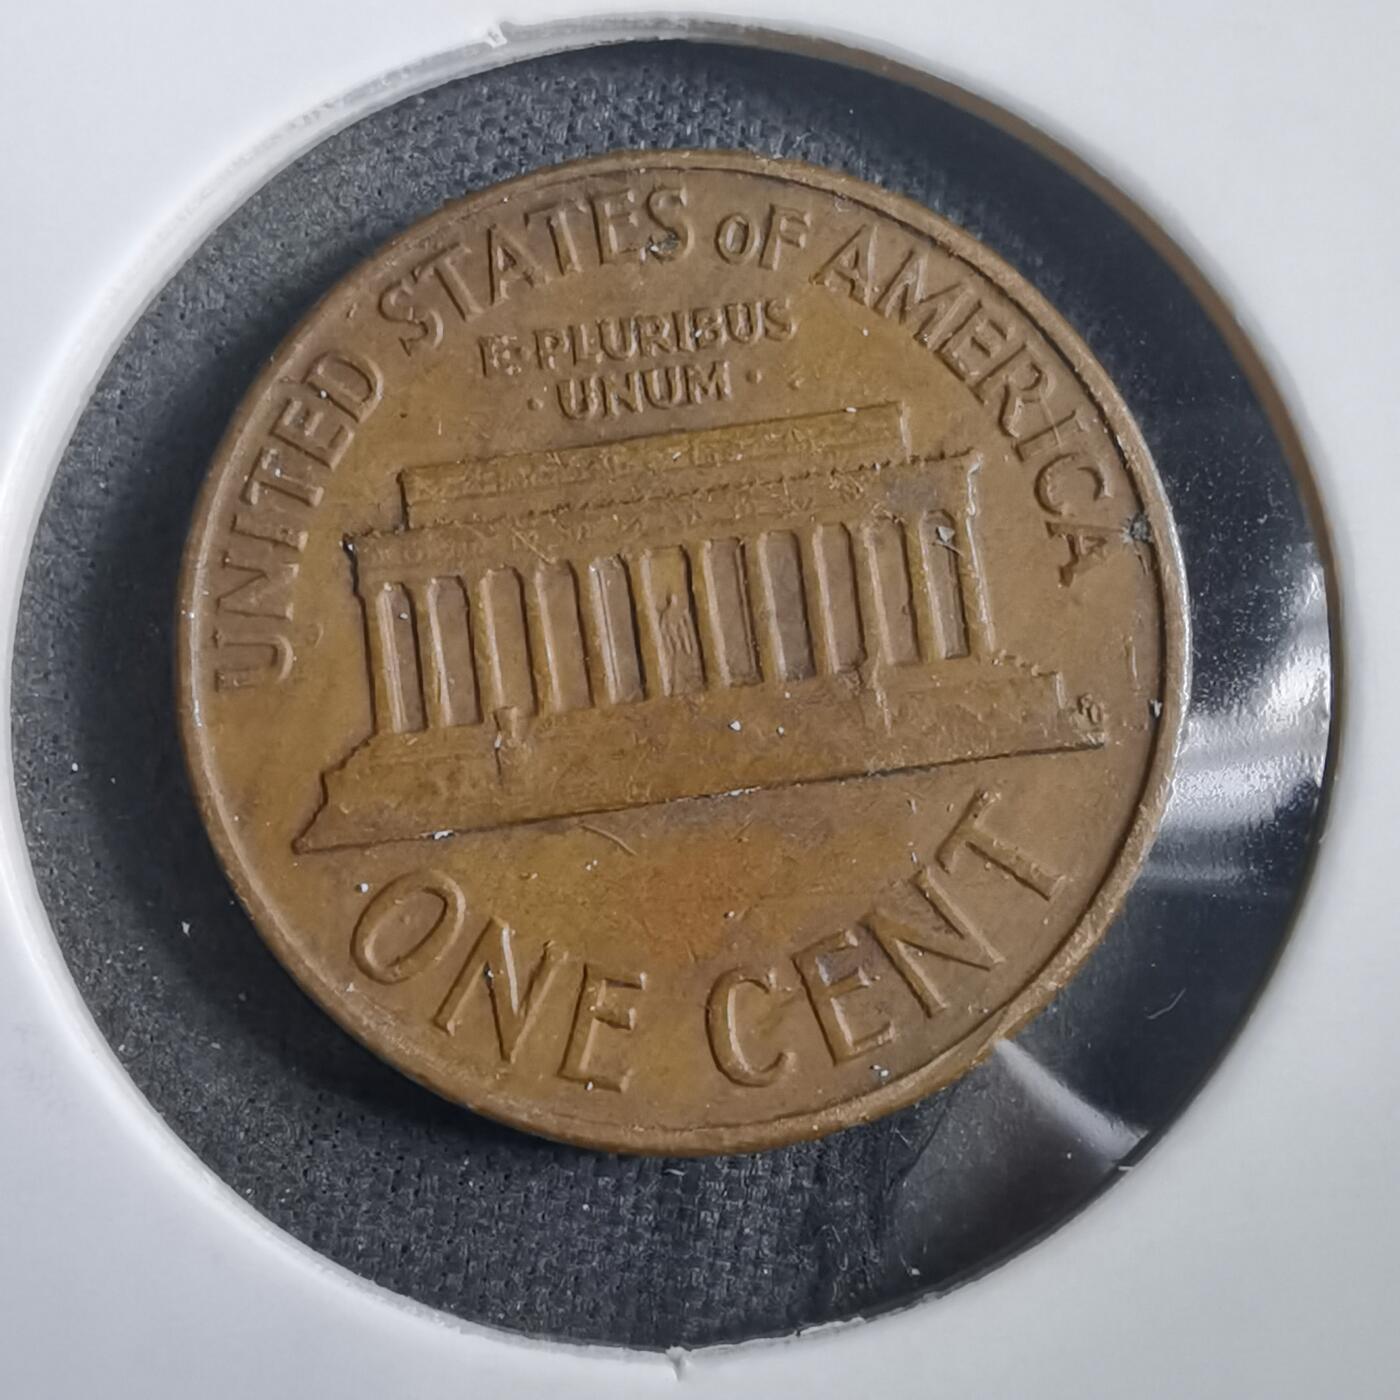 UNITED STATES oF AMERICA
E·PLURIBUS
·UNUM·
ONE CENT